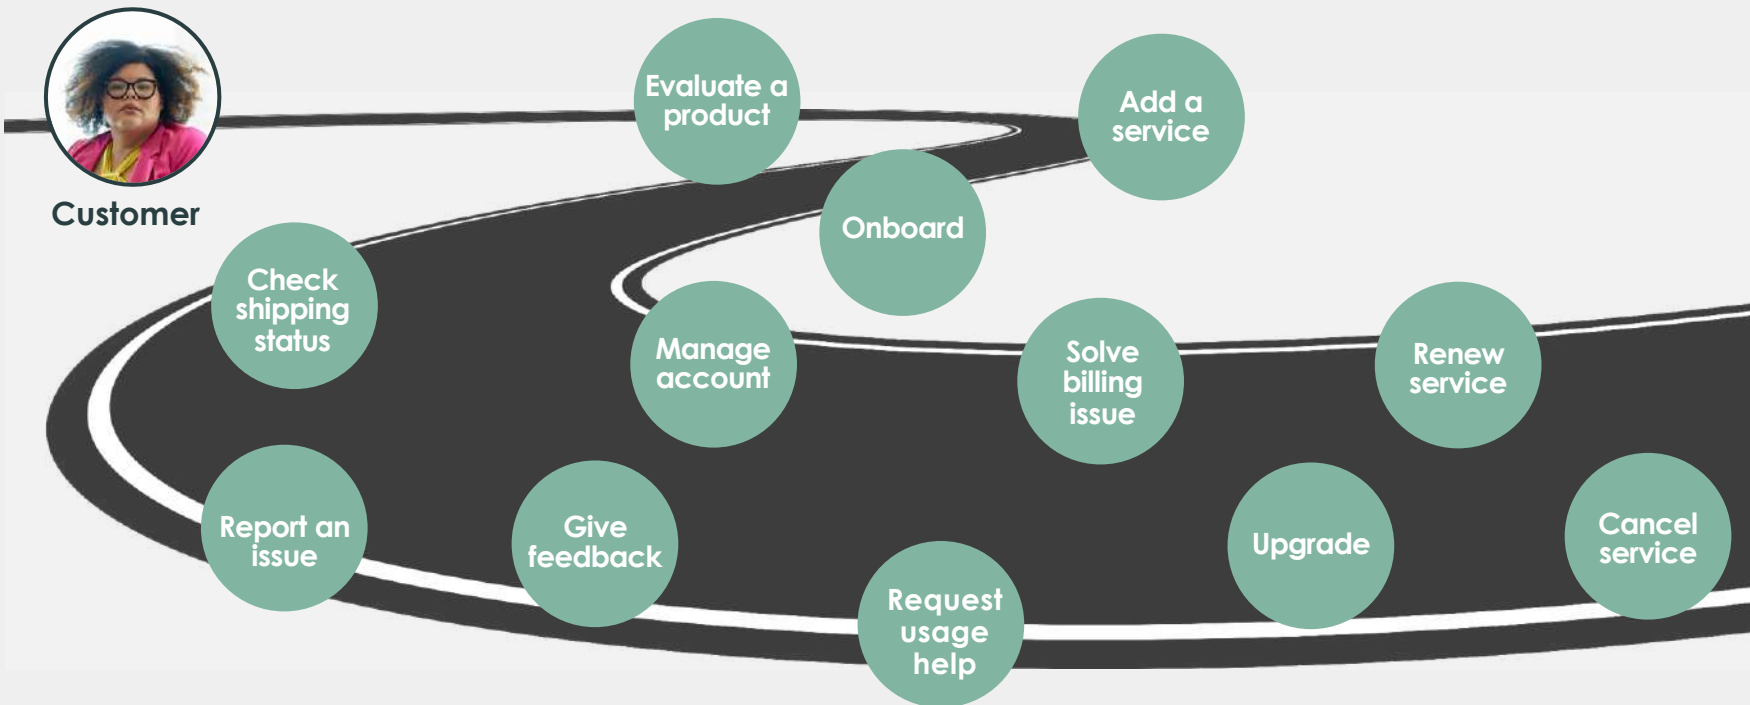 Evaluate a
product
Add a
service
Customer
Onboard
Check
shipping
status
Manage
account
Solve
billing
issue
Renew
service
Report an
issue
Give
feedback
Request
usage
help
Upgrade
Cancel
service